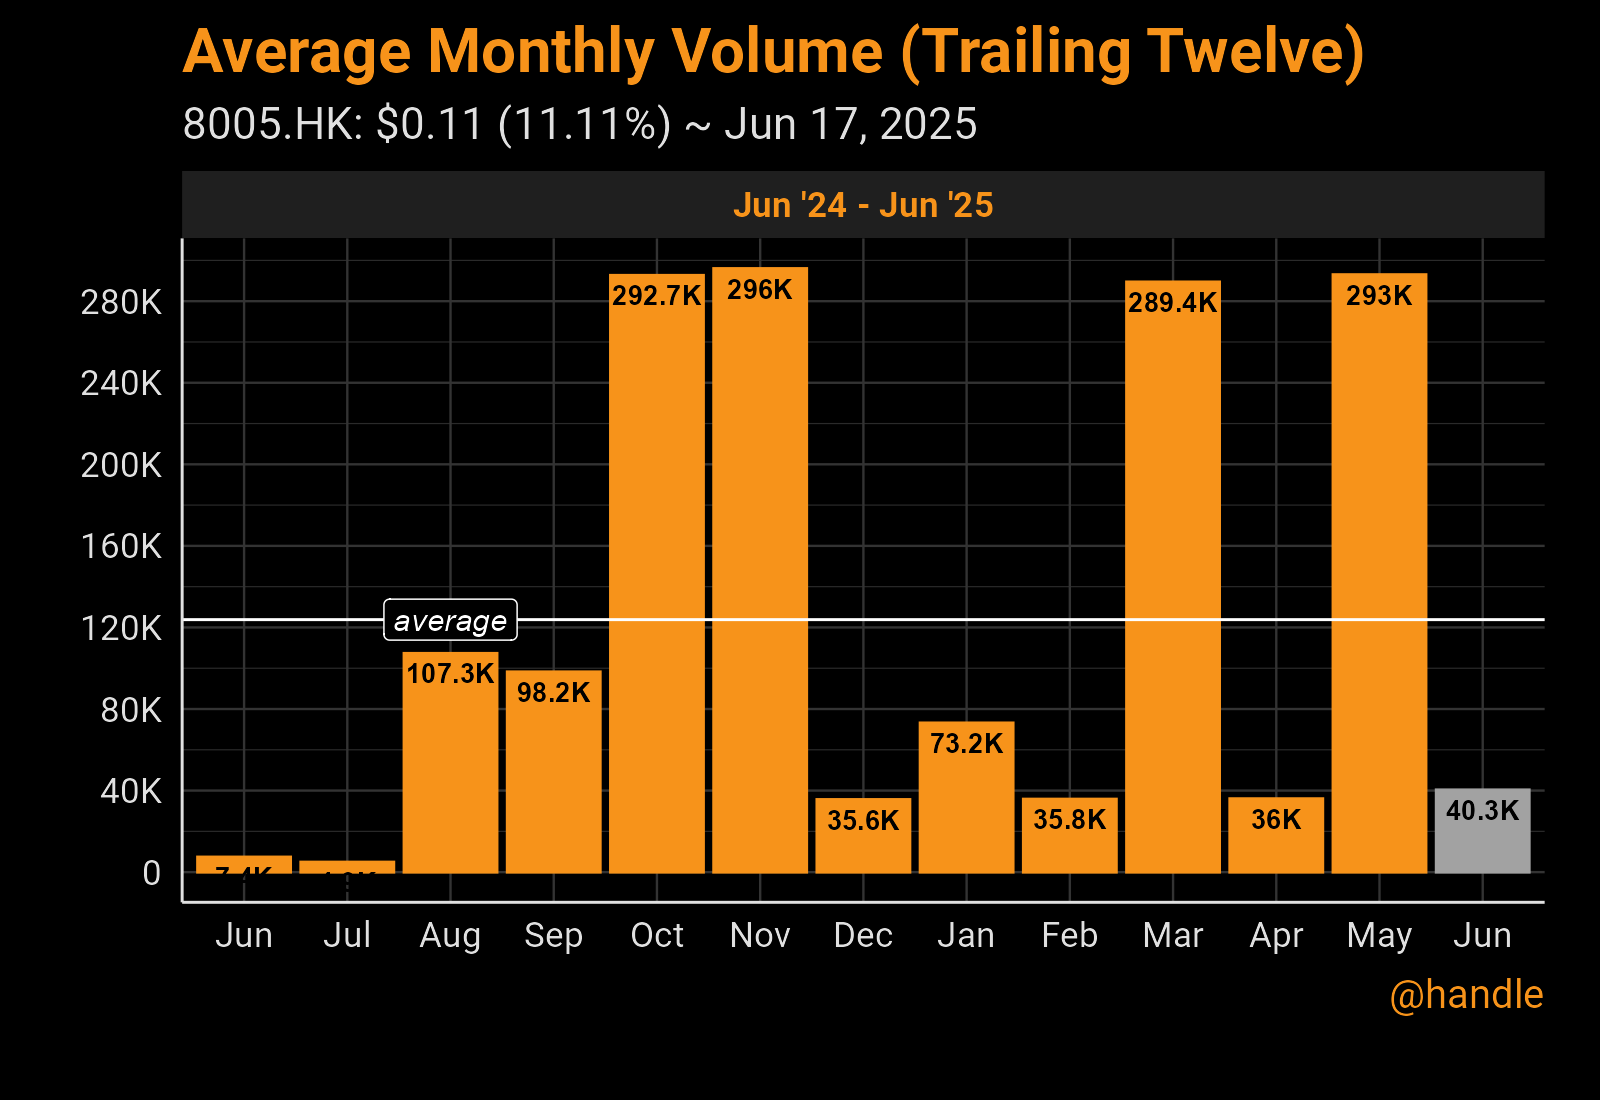 Average Monthly Volume (Trailing Twelve)
8005.HK: $0.11 (11.11%) ~ Jun 17, 2025
Jun '24 - Jun '25
280K
240K
200K
160K
120K
80K
40K
0
average
7.4K
107.3K
98.2K
292.7K
296K
35.6K
73.2K
35.8K
289.4K
36K
293K
40.3K
Jun Jul Aug Sep Oct Nov Dec Jan Feb Mar Apr May Jun
@handle